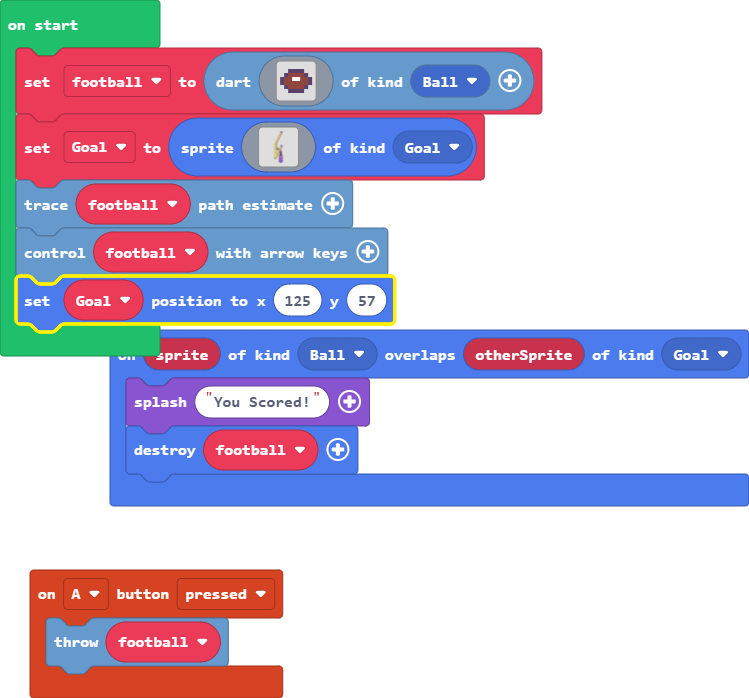 on start
set football to dart of kind Ball
set Goal to sprite of kind Goal
trace football path estimate
control football with arrow keys
set Goal position to x 125 y 57
on sprite of kind Ball overlaps otherSprite of kind Goal
splash "You Scored!"
destroy football
on A button pressed
throw football